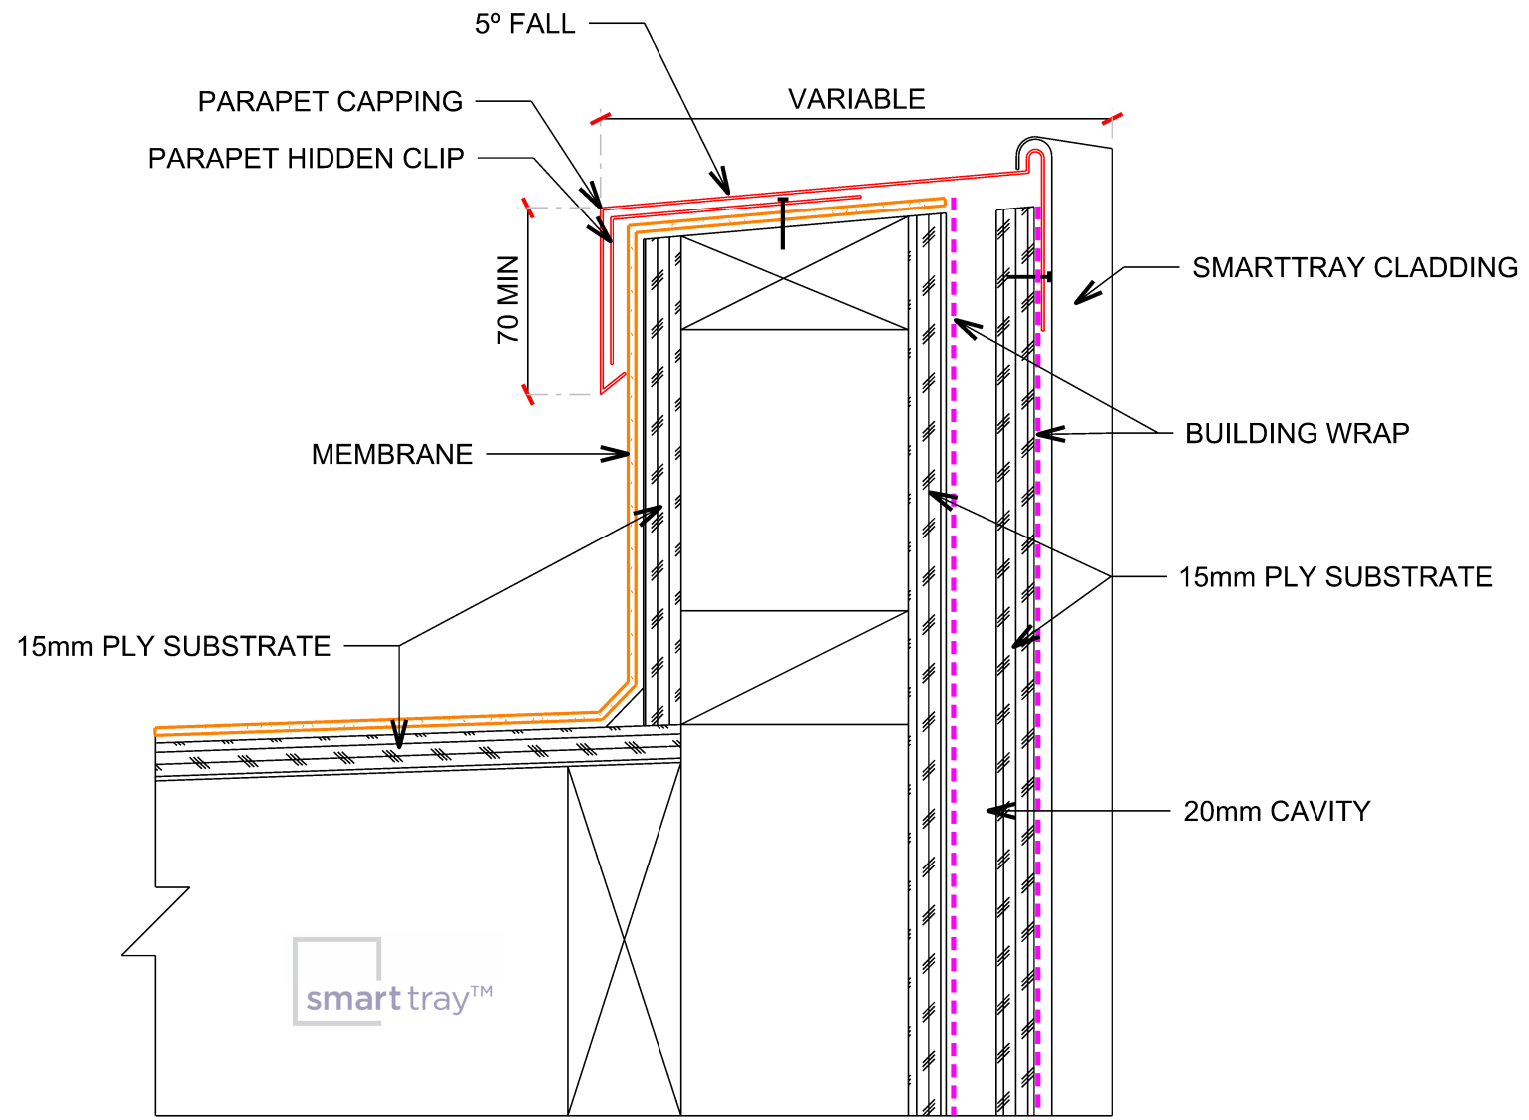 5º FALL
VARIABLE
PARAPET CAPPING
PARAPET HIDDEN CLIP
70 MIN
SMARTTRAY CLADDING
MEMBRANE
BUILDING WRAP
15mm PLY SUBSTRATE
15mm PLY SUBSTRATE
20mm CAVITY
smart tray™